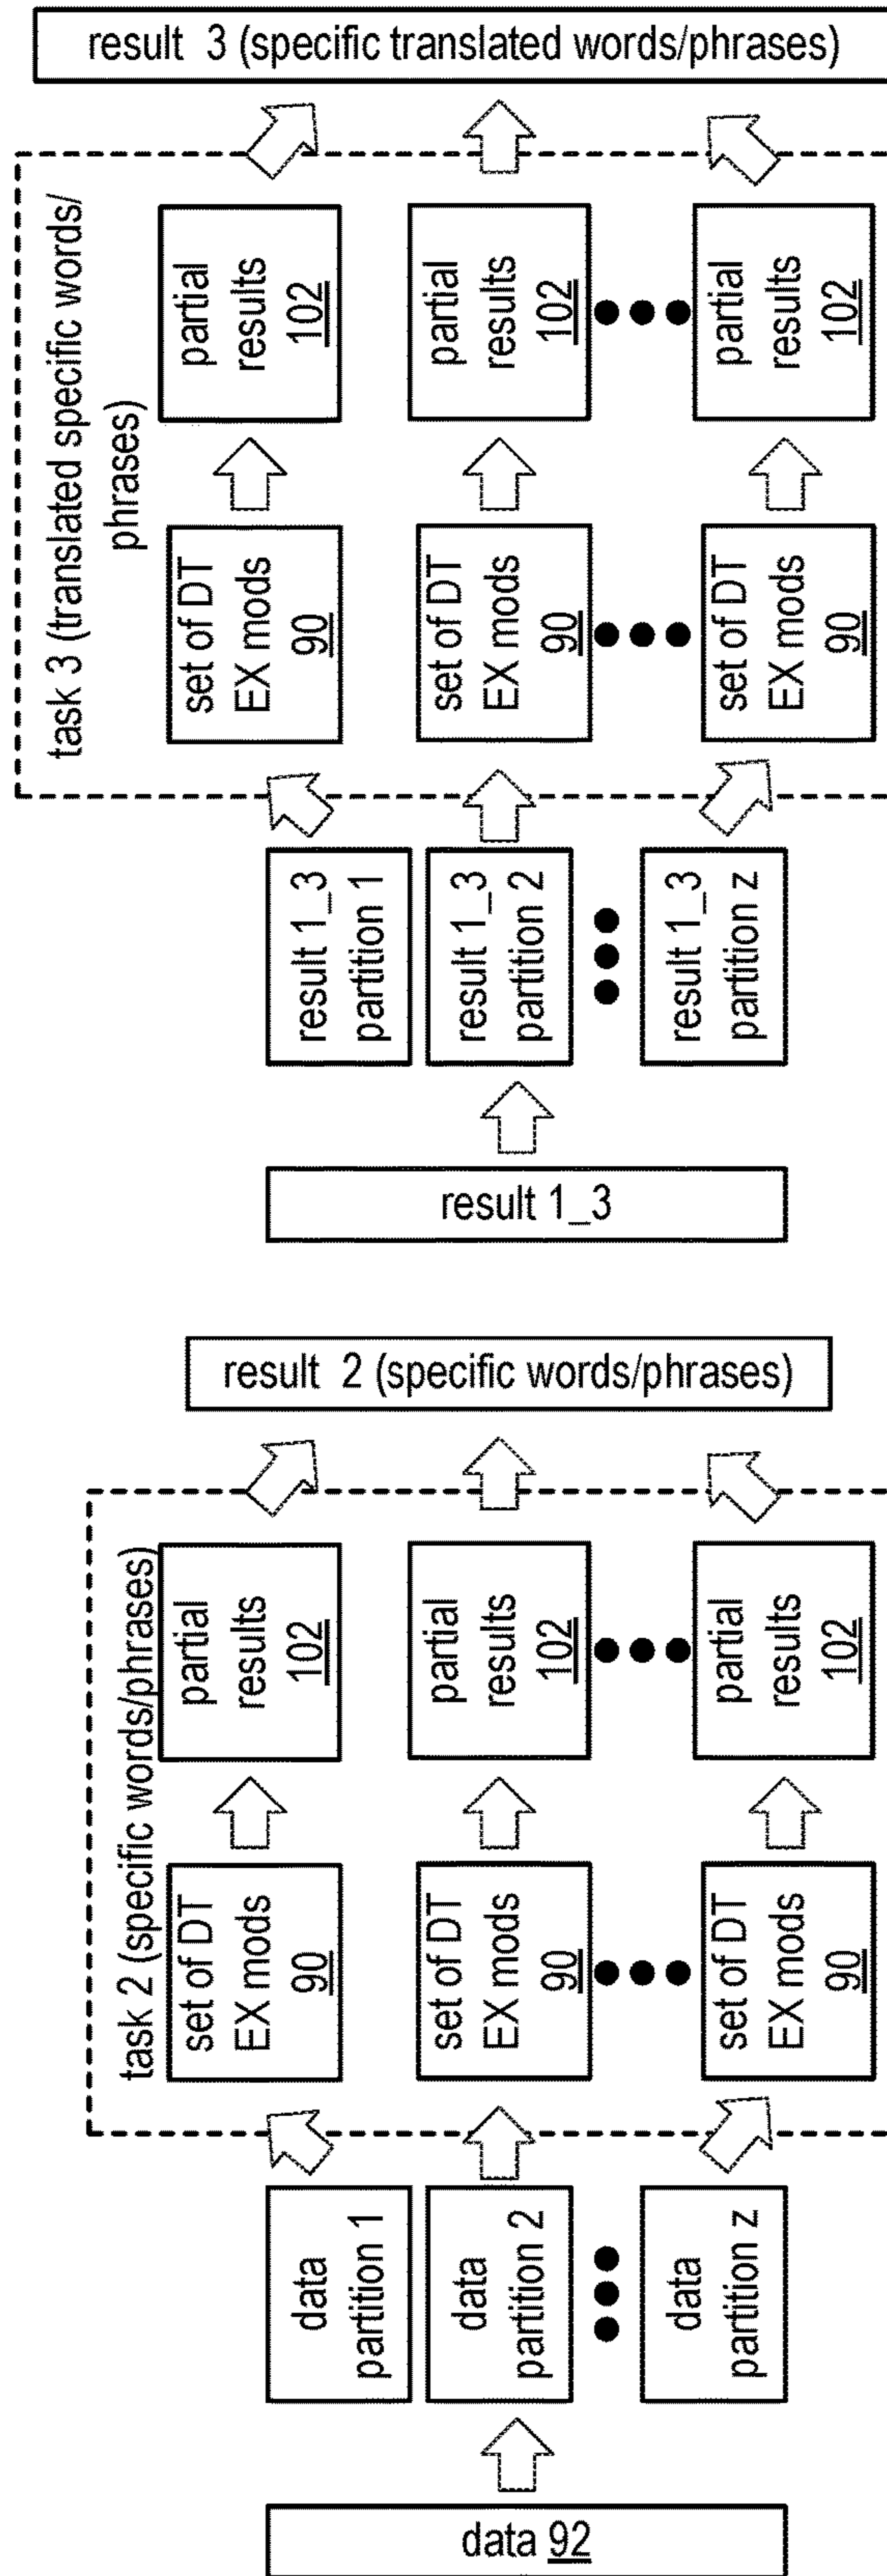 data 92
data
partition 1
data
partition 2
data
partition z
task 2 (specific words/phrases)
set of DT
EX mods
90
set of DT
EX mods
90
set of DT
EX mods
90
partial
results
102
partial
results
102
partial
results
102
result 2 (specific words/phrases)
result 1_3
result 1_3
partition 1
result 1_3
partition 2
result 1_3
partition z
task 3 (translated specific words/
phrases)
set of DT
EX mods
90
set of DT
EX mods
90
set of DT
EX mods
90
partial
results
102
partial
results
102
partial
results
102
result 3 (specific translated words/phrases)